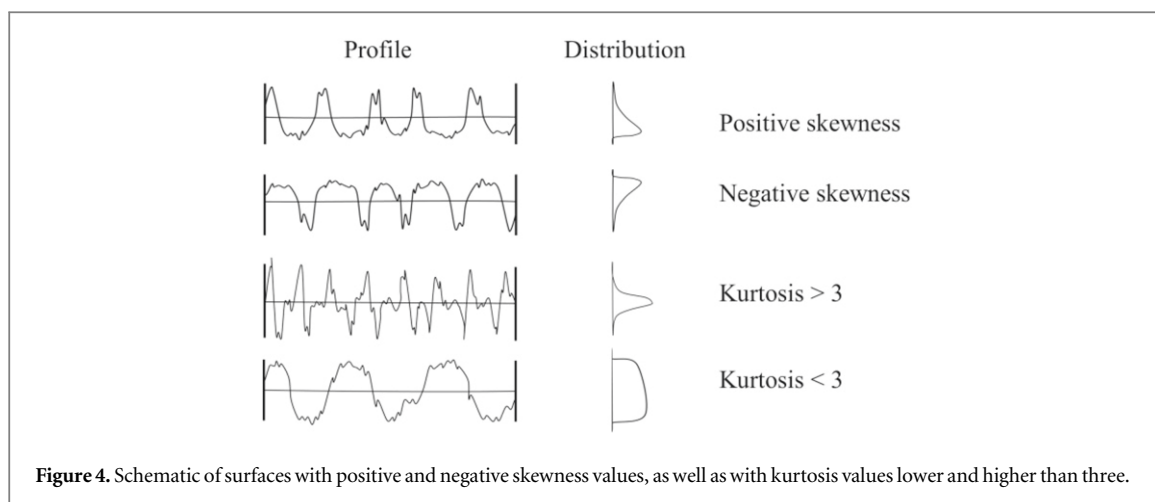 Profile Distribution
Positive skewness
Negative skewness
Kurtosis > 3
Kurtosis < 3
Figure 4. Schematic of surfaces with positive and negative skewness values, as well as with kurtosis values lower and higher than three.